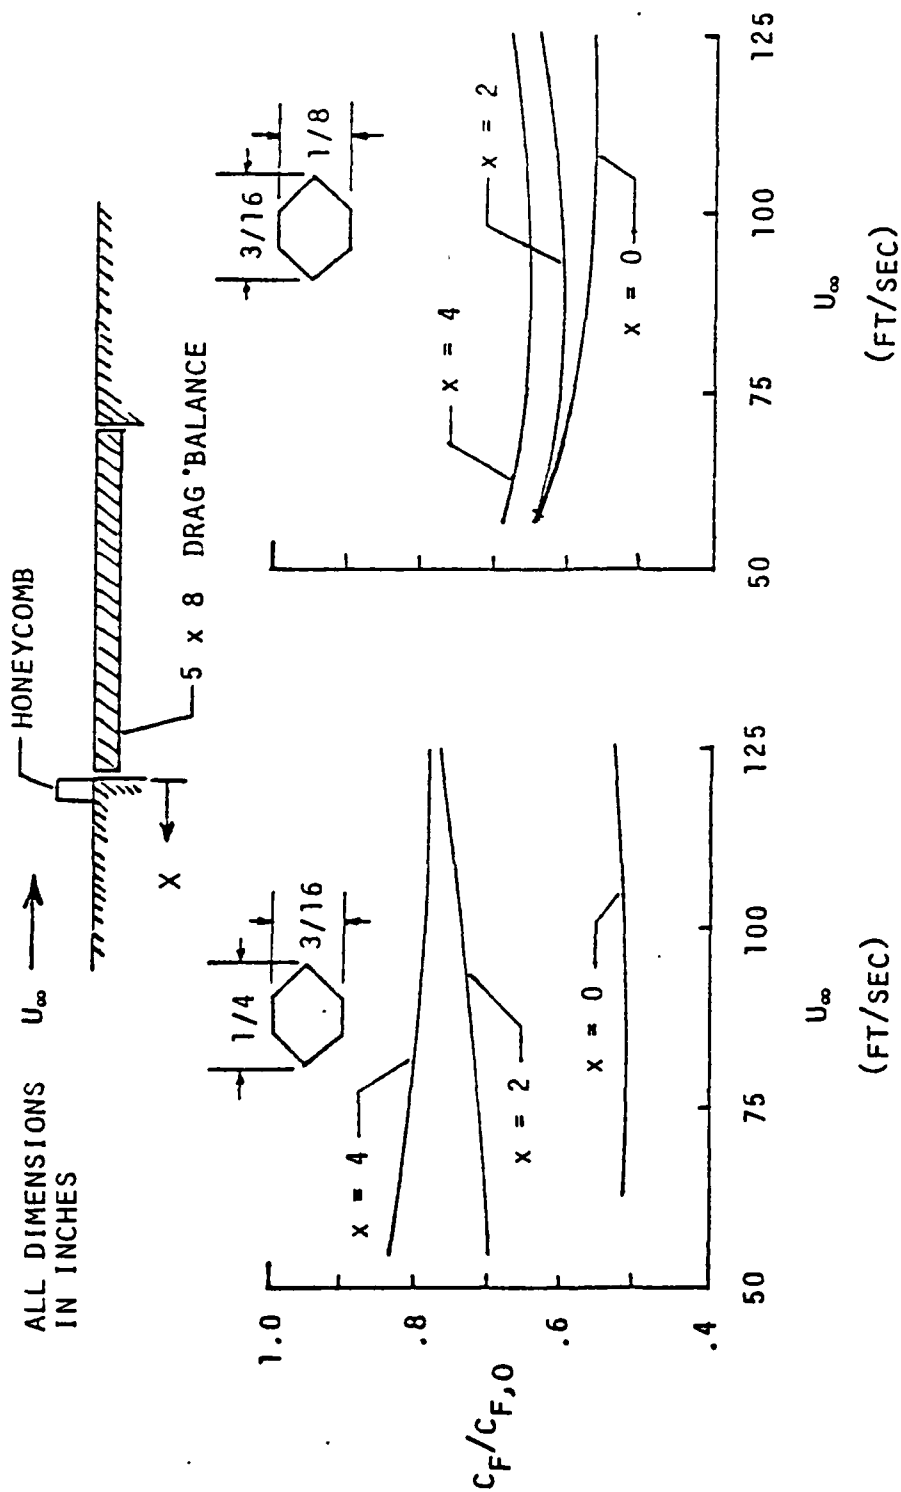 ALL DIMENSIONS
IN INCHES
U∞
HONEYCOMB
X
5 x 8 DRAG BALANCE
1/4
3/16
3/16
1/8
C_F/C_F,O
1.0
.8
.6
.4
x = 4
x = 2
x = 0
50
75
100
125
U∞
(FT/SEC)
x = 4
x = 2
x = 0
50
75
100
125
U∞
(FT/SEC)